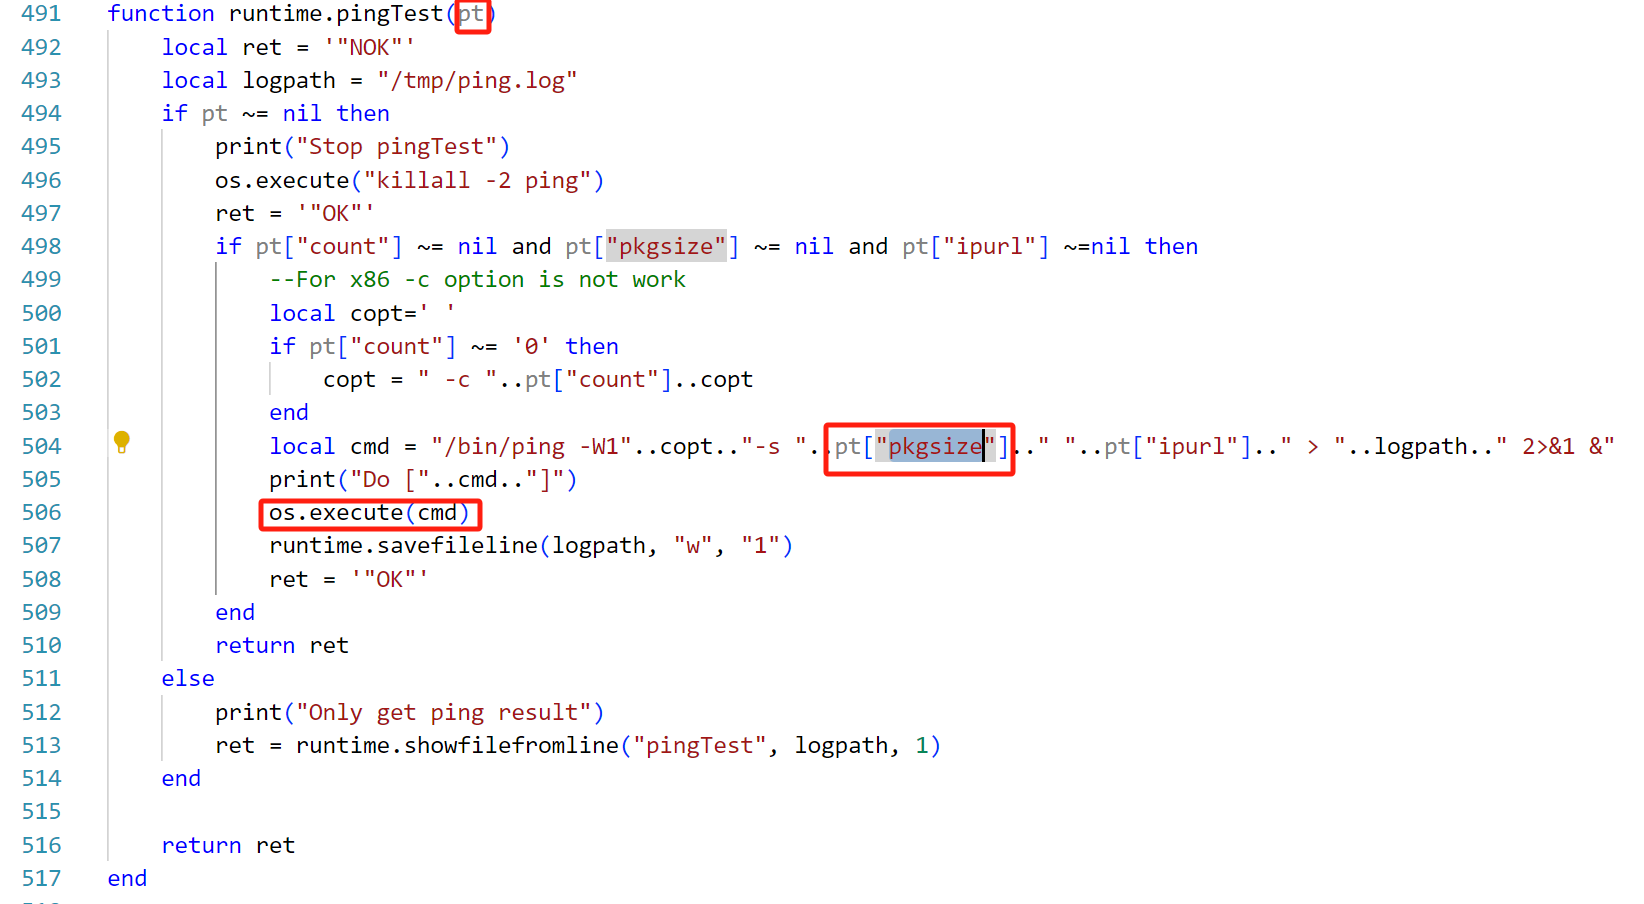 491 function runtime.pingTest(pt)
492 local ret = '"NOK"'
493 local logpath = "/tmp/ping.log"
494 if pt ~= nil then
495 print("Stop pingTest")
496 os.execute("killall -2 ping")
497 ret = '"OK"'
498 if pt["count"] ~= nil and pt["pkgsize"] ~= nil and pt["ipurl"] ~=nil then
499 --For x86 -c option is not work
500 local copt=' '
501 if pt["count"] ~= '0' then
502 copt = " -c "..pt["count"]..copt
503 end
504 local cmd = "/bin/ping -W1"..copt.."-s "..pt["pkgsize"].." "..pt["ipurl"].." > "..logpath.." 2>&1 &"
505 print("Do ["..cmd.."]")
506 os.execute(cmd)
507 runtime.savefileline(logpath, "w", "1")
508 ret = '"OK"'
509 end
510 return ret
511 else
512 print("Only get ping result")
513 ret = runtime.showfilefromline("pingTest", logpath, 1)
514 end
515
516 return ret
517 end